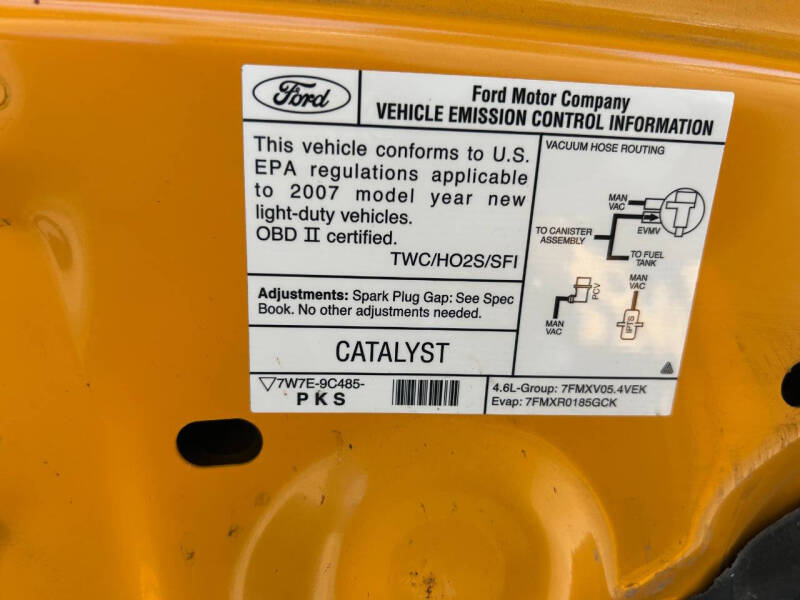 Ford
Ford Motor Company
VEHICLE EMISSION CONTROL INFORMATION
This vehicle conforms to U.S.
EPA regulations applicable
to 2007 model year new
light-duty vehicles.
OBD II certified.
TWC/HO2S/SFI
Adjustments: Spark Plug Gap: See Spec
Book. No other adjustments needed.
CATALYST
7W7E-9C485-
PKS
VACUUM HOSE ROUTING
MAN
VAC
EVMV
TO CANISTER
ASSEMBLY
TO FUEL
TANK
PCV
MAN
VAC
MAN
VAC
IPTS
4.6L-Group: 7FMXV05.4VEK
Evap: 7FMXR0185GCK